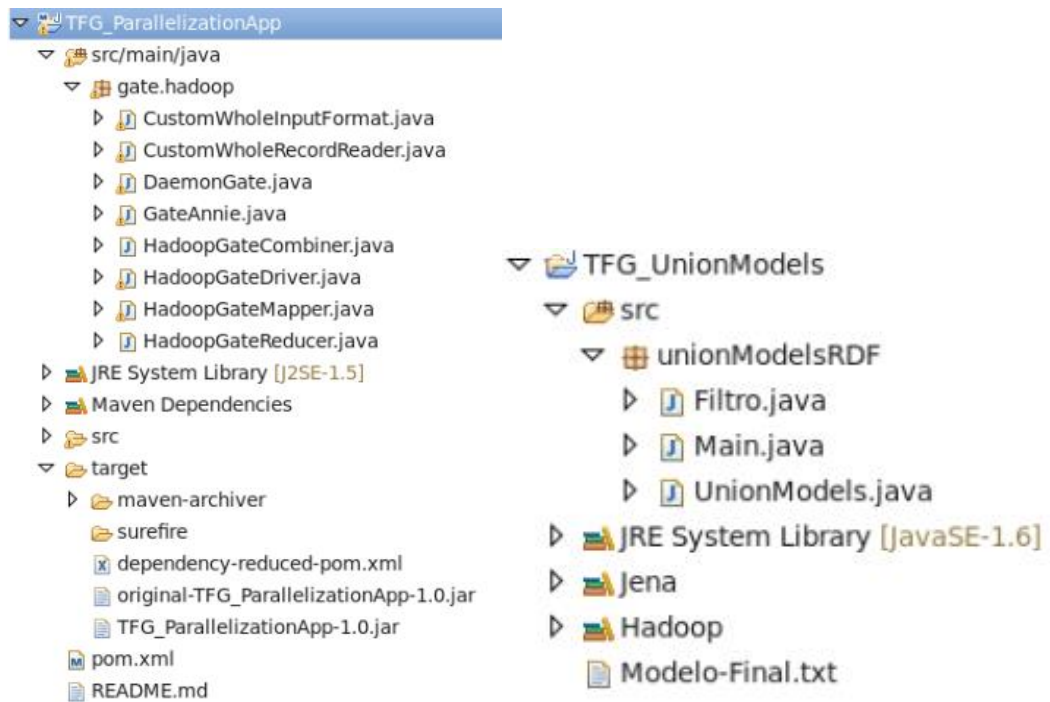 TFG_ParallelizationApp
src/main/java
gate.hadoop
CustomWholeInputFormat.java
CustomWholeRecordReader.java
DaemonGate.java
GateAnnie.java
HadoopGateCombiner.java
HadoopGateDriver.java
HadoopGateMapper.java
HadoopGateReducer.java
JRE System Library [J2SE-1.5]
Maven Dependencies
src
target
maven-archiver
surefire
dependency-reduced-pom.xml
original-TFG_ParallelizationApp-1.0.jar
TFG_ParallelizationApp-1.0.jar
pom.xml
README.md
TFG_UnionModels
src
unionModelsRDF
Filtro.java
Main.java
UnionModels.java
JRE System Library [JavaSE-1.6]
Jena
Hadoop
Modelo-Final.txt